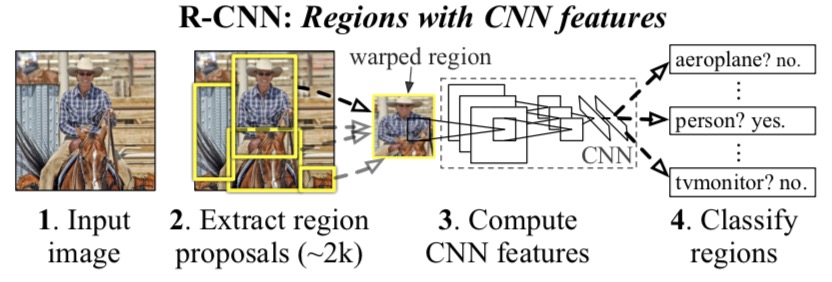 R-CNN: Regions with CNN features
warped region
aeroplane? no.
person? yes.
CNN
tvmonitor? no.
1. Input
image
2. Extract region
proposals (~2k)
3. Compute
CNN features
4. Classify
regions